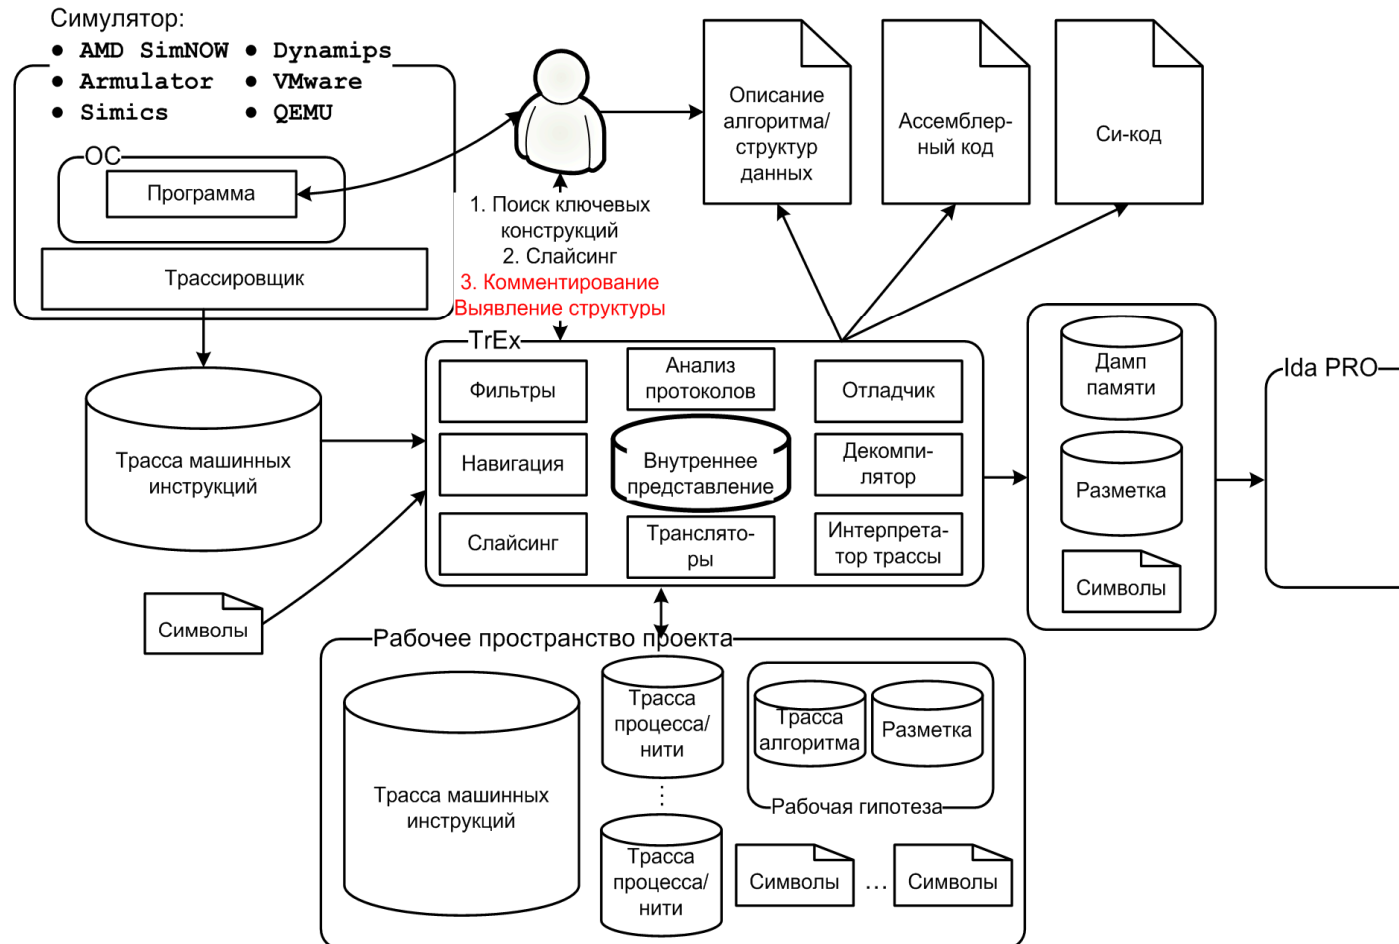 Симулятор:
● AMD SimNOW ● Dynamips
● Armulator ● VMware
● Simics ● QEMU
ОС
Программа
Трассировщик
1. Поиск ключевых
конструкций
2. Слайсинг
3. Комментирование
Выявление структуры
Описание
алгоритма/
структур
данных
Ассемблер-
ный код
Си-код
Трасса машинных
инструкций
Символы
TrEx
Фильтры
Анализ
протоколов
Отладчик
Навигация
Внутреннее
представление
Декомпи-
лятор
Слайсинг
Транслято-
ры
Интерпрета-
тор трассы
Дамп
памяти
Разметка
Символы
Ida PRO
Рабочее пространство проекта
Трасса машинных
инструкций
Трасса
процесса/
нити
Трасса
процесса/
нити
Трасса
алгоритма
Разметка
Рабочая гипотеза
Символы ... Символы